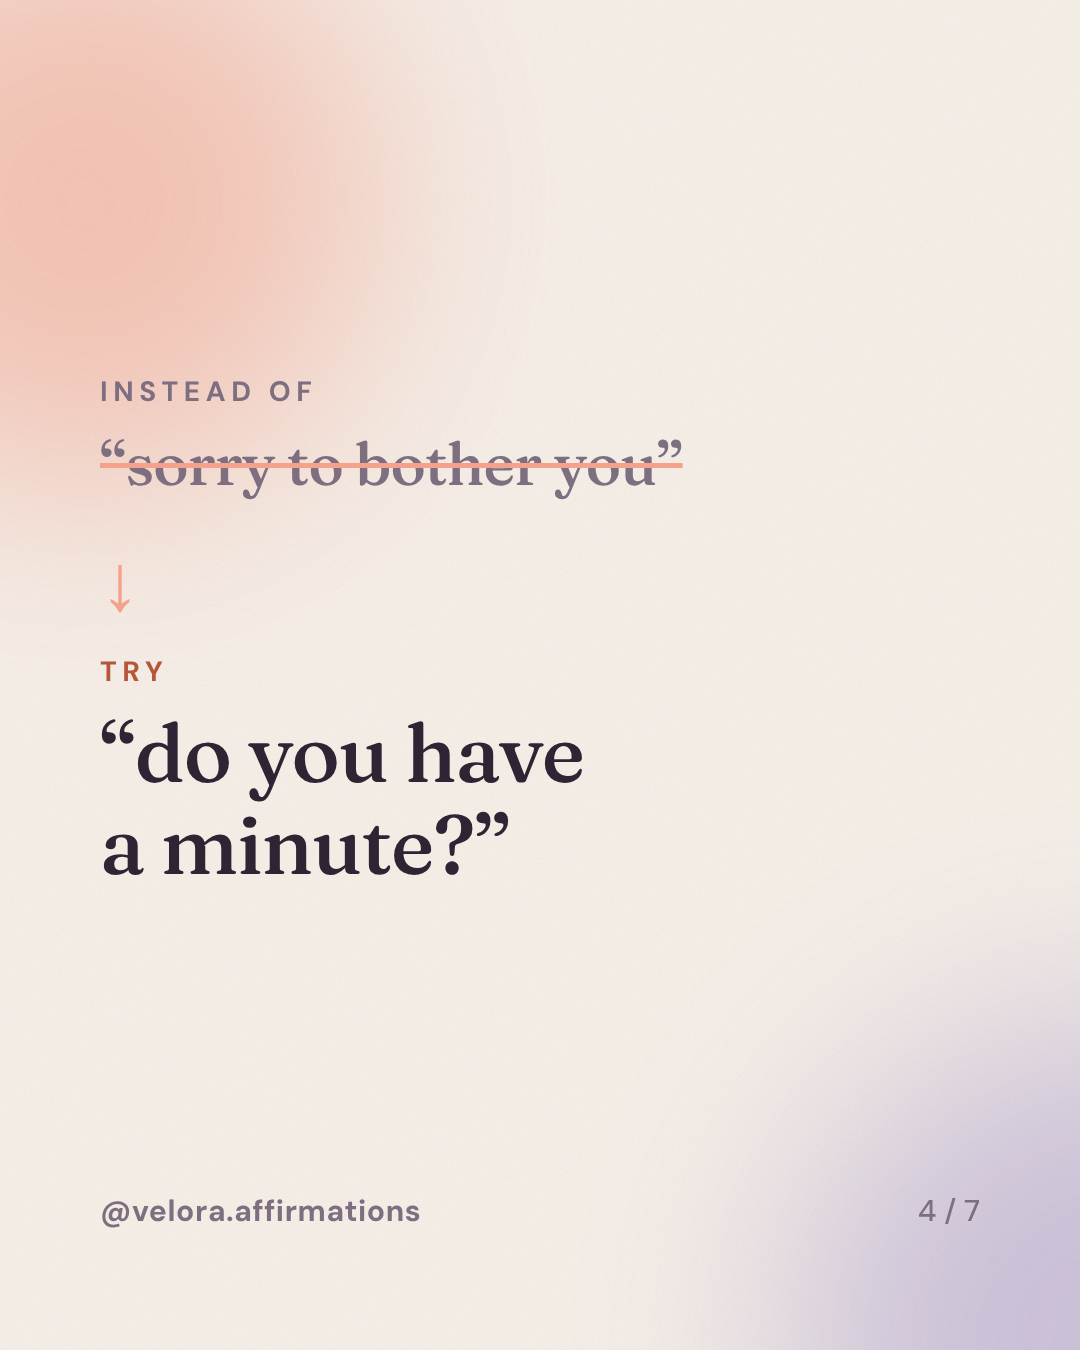 INSTEAD OF
“sorry to bother you”
↓
TRY
“do you have
a minute?”
@velora.affirmations
4 / 7